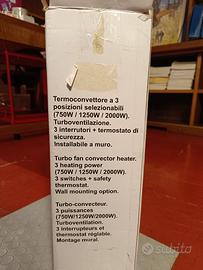 Termoconvettore a 3
posizioni selezionabili
(750W / 1250W / 2000W).
Turboventilazione.
3 interruttori + termostato di
sicurezza.
Installabile a muro.
Turbo fan convector heater.
3 heating power
(750W / 1250W / 2000W).
3 switches + safety
thermostat.
Wall mounting option.
Turbo-convecteur.
3 puissances
(750W/1250W/2000W).
Turboventilation.
3 interrupteurs et
thermostat réglable.
Montage mural.
subito